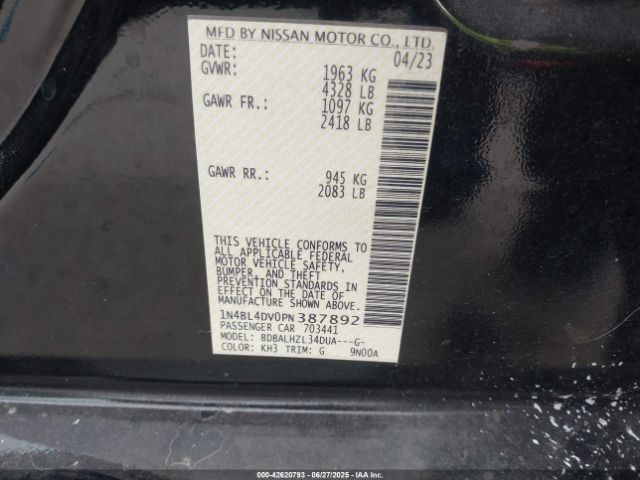 MFD BY NISSAN MOTOR CO., LTD.
DATE: 04/23
GVWR: 1963 KG
4328 LB
GAWR FR.: 1097 KG
2418 LB
GAWR RR.: 945 KG
2083 LB
THIS VEHICLE CONFORMS TO
ALL APPLICABLE FEDERAL
MOTOR VEHICLE SAFETY,
BUMPER, AND THEFT
PREVENTION STANDARDS IN
EFFECT ON THE DATE OF
MANUFACTURE SHOWN ABOVE.
1N4BL4DV0PN387892
PASSENGER CAR 703441
MODEL: BDBALHZL34DUA---G-
COLOR: KH3 TRIM: G 9N00A
000-42620793 - 06/27/2025 - IAA, Inc.